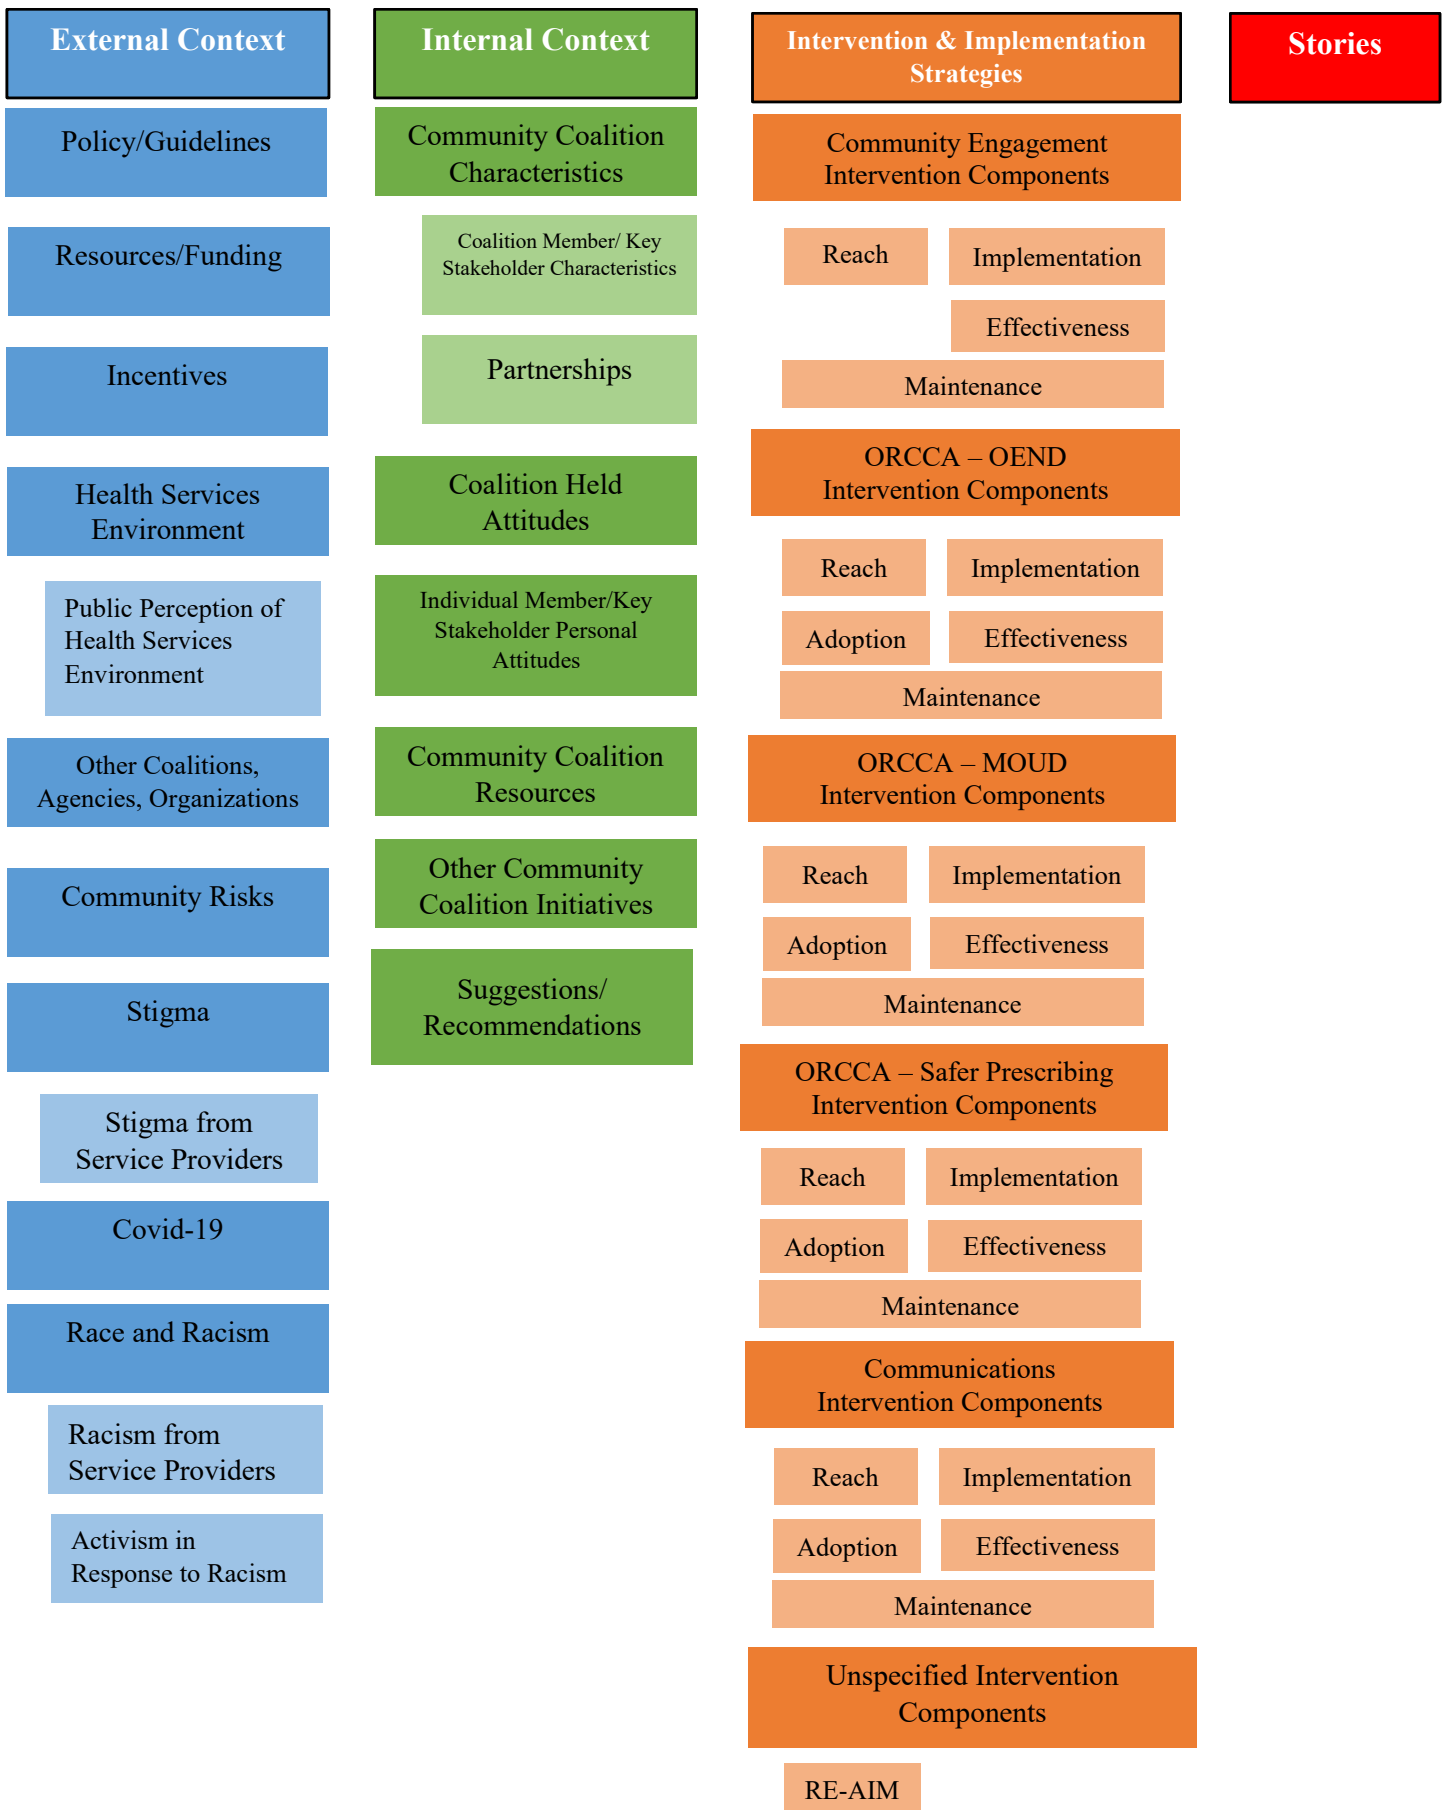 External Context
Policy/Guidelines
Resources/Funding
Incentives
Health Services
Environment
Public Perception of
Health Services
Environment
Other Coalitions,
Agencies, Organizations
Community Risks
Stigma
Stigma from
Service Providers
Covid-19
Race and Racism
Racism from
Service Providers
Activism in
Response to Racism
Internal Context
Community Coalition
Characteristics
Coalition Member/ Key
Stakeholder Characteristics
Partnerships
Coalition Held
Attitudes
Individual Member/Key
Stakeholder Personal
Attitudes
Community Coalition
Resources
Other Community
Coalition Initiatives
Suggestions/
Recommendations
Intervention & Implementation
Strategies
Community Engagement
Intervention Components
Reach
Implementation
Effectiveness
Maintenance
ORCCA – OEND
Intervention Components
Reach
Implementation
Adoption
Effectiveness
Maintenance
ORCCA – MOUD
Intervention Components
Reach
Implementation
Adoption
Effectiveness
Maintenance
ORCCA – Safer Prescribing
Intervention Components
Reach
Implementation
Adoption
Effectiveness
Maintenance
Communications
Intervention Components
Reach
Implementation
Adoption
Effectiveness
Maintenance
Unspecified Intervention
Components
RE-AIM
Stories